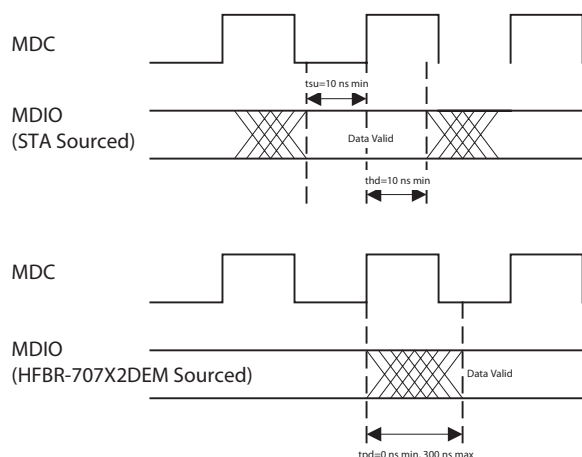 MDC
tsu=10 ns min
MDIO
(STA Sourced)
Data Valid
thd=10 ns min
MDC
MDIO
(HFBR-707X2DEM Sourced)
Data Valid
tpd=0 ns min, 300 ns max